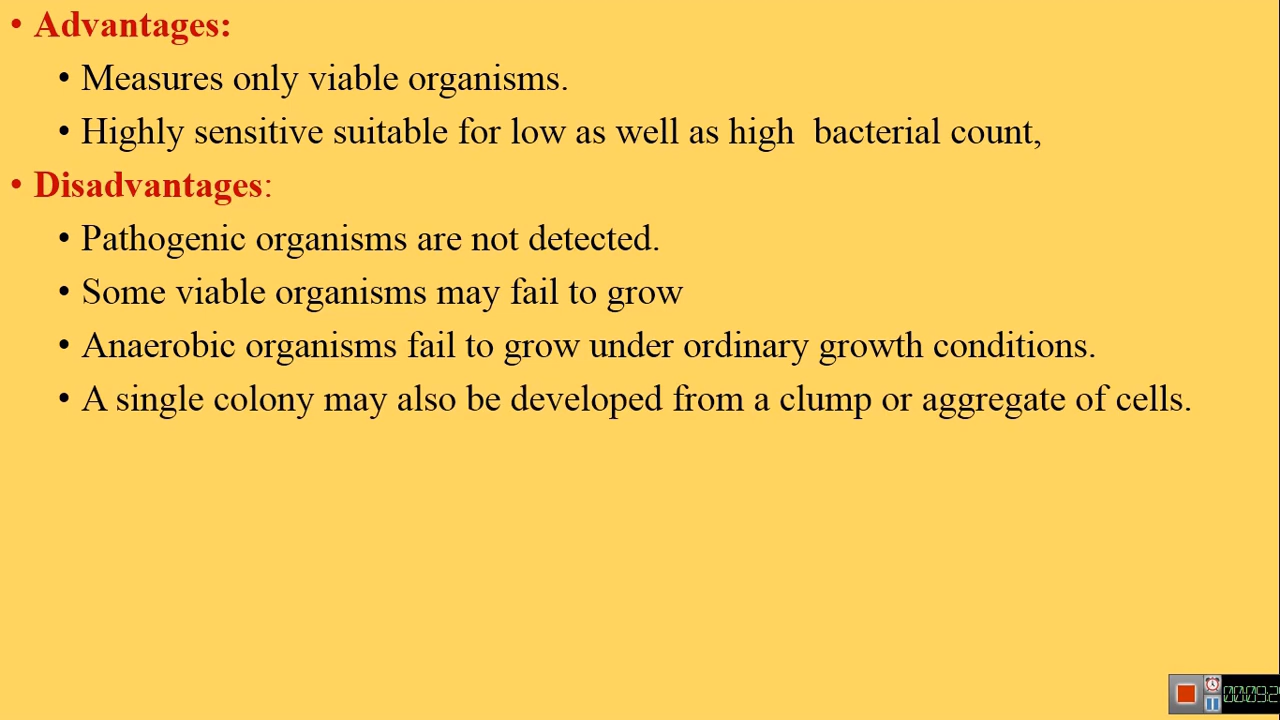 • Advantages:
• Measures only viable organisms.
• Highly sensitive suitable for low as well as high  bacterial count,
• Disadvantages:
• Pathogenic organisms are not detected.
• Some viable organisms may fail to grow
• Anaerobic organisms fail to grow under ordinary growth conditions.
• A single colony may also be developed from a clump or aggregate of cells.